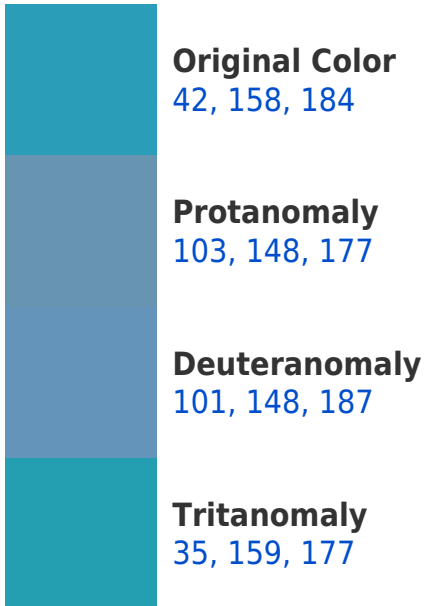 Original Color
42, 158, 184
Protanomaly
103, 148, 177
Deuteranomaly
101, 148, 187
Tritanomaly
35, 159, 177